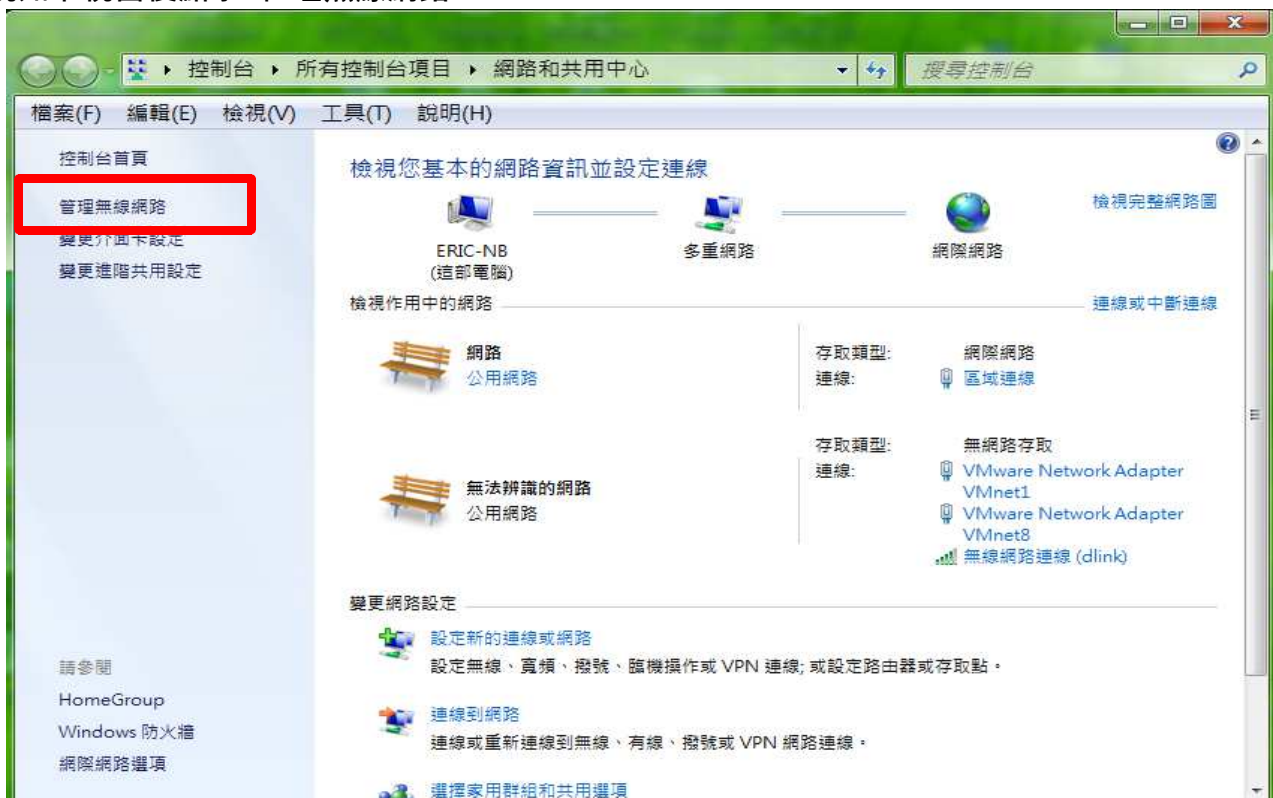 控制台 ▸ 所有控制台項目 ▸ 網路和共用中心
搜尋控制台
檔案(F) 編輯(E) 檢視(V) 工具(T) 說明(H)
控制台首頁
管理無線網路
變更介面卡設定
變更進階共用設定
檢視您基本的網路資訊並設定連線
檢視完整網路圖
ERIC-NB
(這部電腦)
多重網路
網際網路
檢視作用中的網路
連線或中斷連線
網路
公用網路
存取類型: 網際網路
連線: 區域連線
無法辨識的網路
公用網路
存取類型: 無網路存取
連線: VMware Network Adapter
VMnet1
VMware Network Adapter
VMnet8
無線網路連線 (dlink)
變更網路設定
設定新的連線或網路
設定無線、寬頻、撥號、臨機操作或 VPN 連線; 或設定路由器或存取點。
連線到網路
連線或重新連線到無線、有線、撥號或 VPN 網路連線。
選擇家用群組和共用選項
請參閱
HomeGroup
Windows 防火牆
網際網路選項